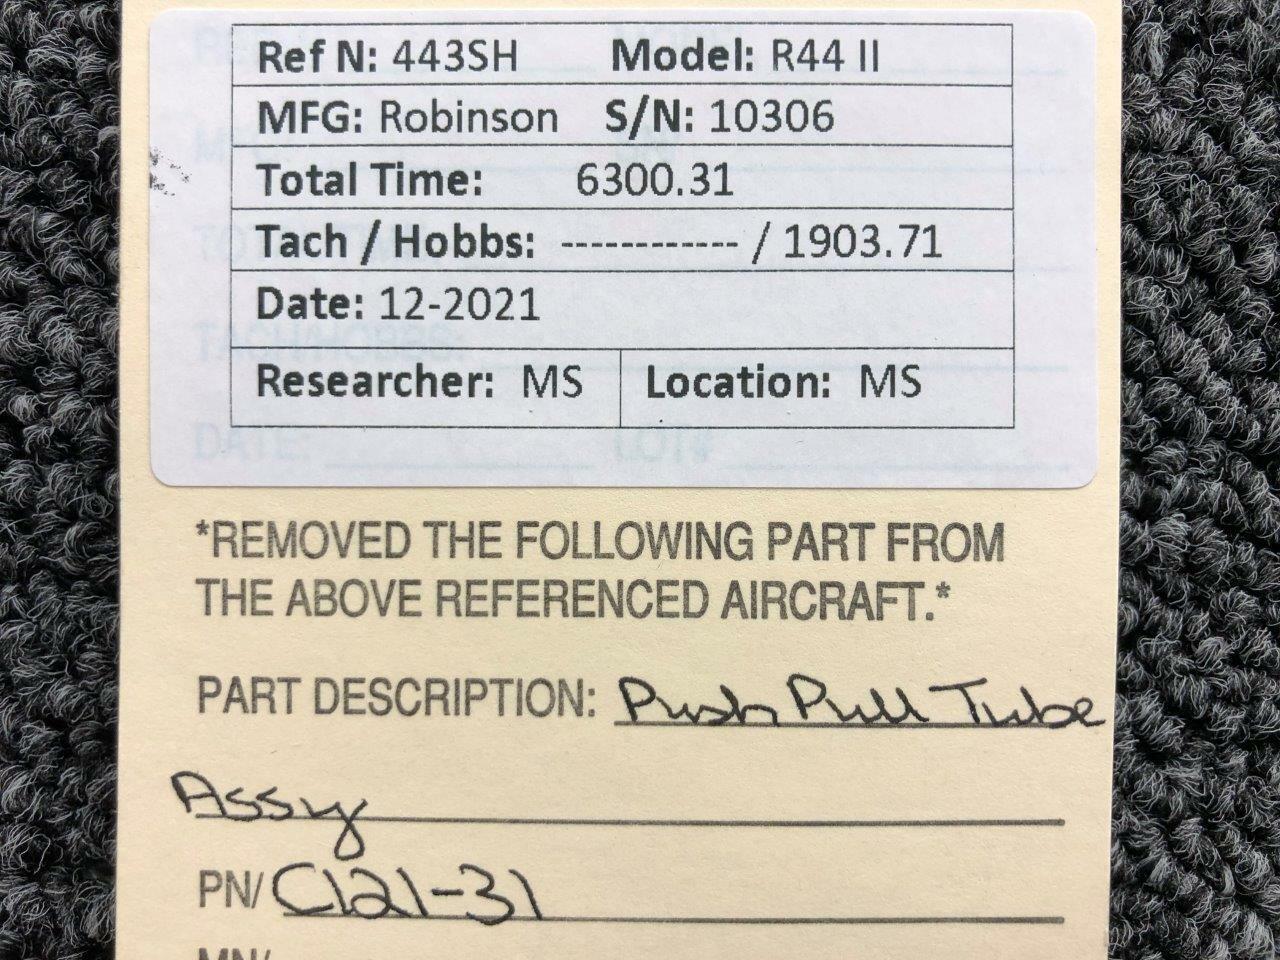 Ref N: 443SH Model: R44 II
MFG: Robinson S/N: 10306
Total Time: 6300.31
Tach / Hobbs: ------------ / 1903.71
Date: 12-2021
Researcher: MS Location: MS
*REMOVED THE FOLLOWING PART FROM
THE ABOVE REFERENCED AIRCRAFT.*
PART DESCRIPTION: Push Pull Tube
Assy
PN/ C121-31
MN/